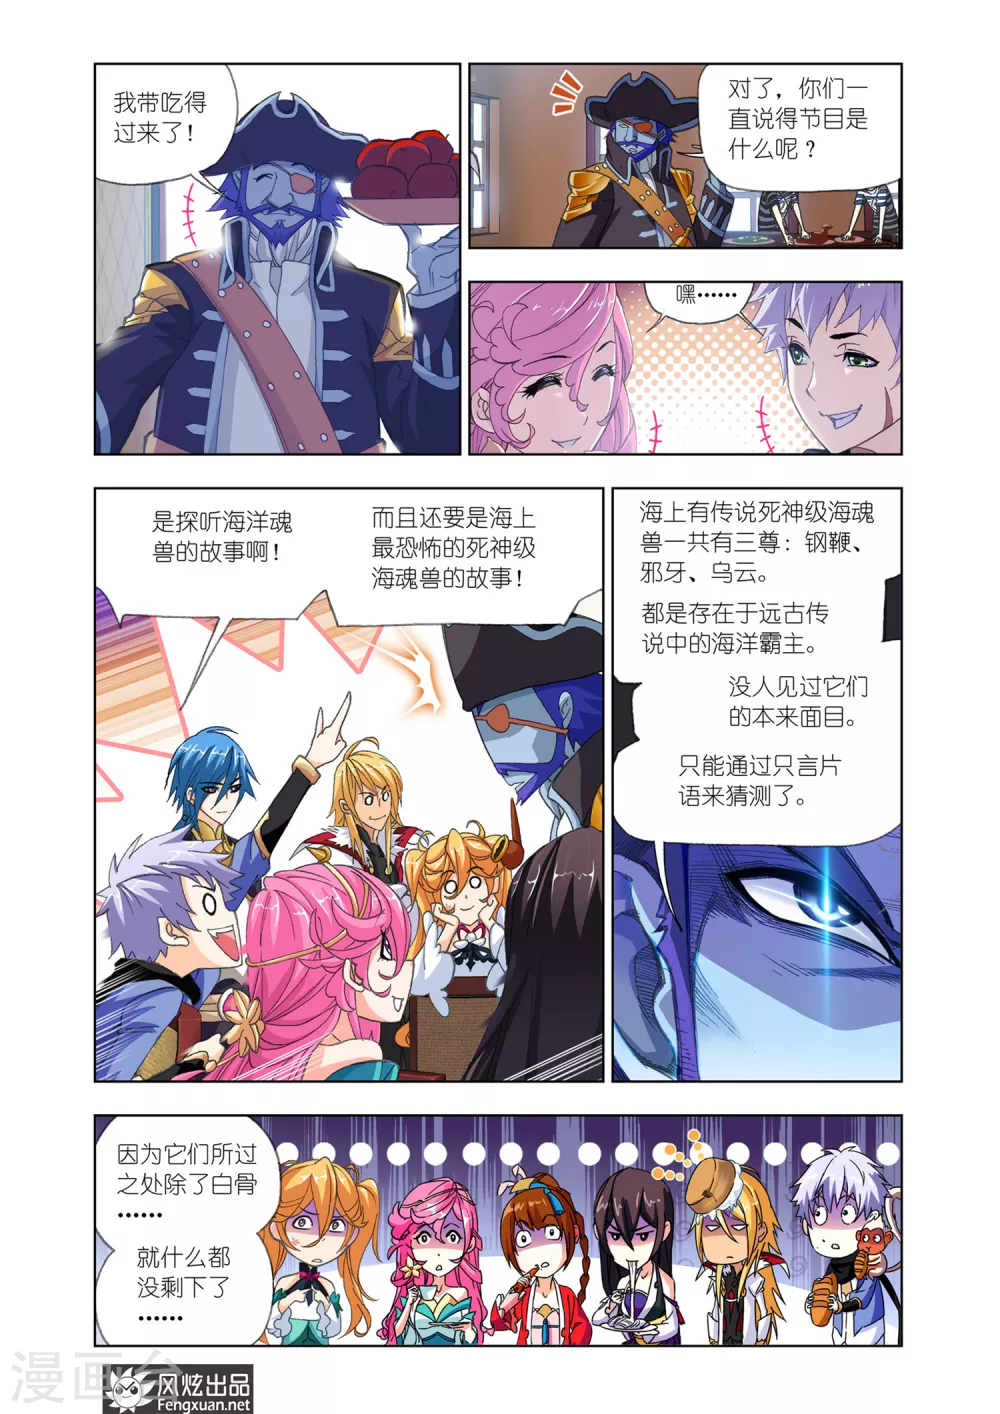 我带吃得
过来了！
对了，你们一
直说得节目是
什么呢？
嘿……
是探听海洋魂
兽的故事啊！
而且还要是海上
最恐怖的死神级
海魂兽的故事！
海上有传说死神级海魂
兽一共有三尊：钢鞭、
邪牙、乌云。
都是存在于远古传
说中的海洋霸主。
没人见过它们
的本来面目。
只能通过只言片
语来猜测了。
因为它们所过
之处除了白骨
……
就什么都
没剩下了
……
漫画台
风炫出品
Fengxuan.net